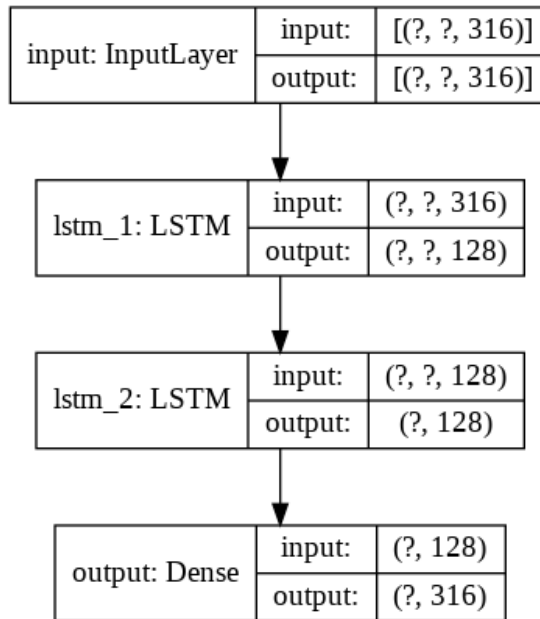 input: InputLayer
input: [(?, ?, 316)]
output: [(?, ?, 316)]
lstm_1: LSTM
input: (?, ?, 316)
output: (?, ?, 128)
lstm_2: LSTM
input: (?, ?, 128)
output: (?, 128)
output: Dense
input: (?, 128)
output: (?, 316)